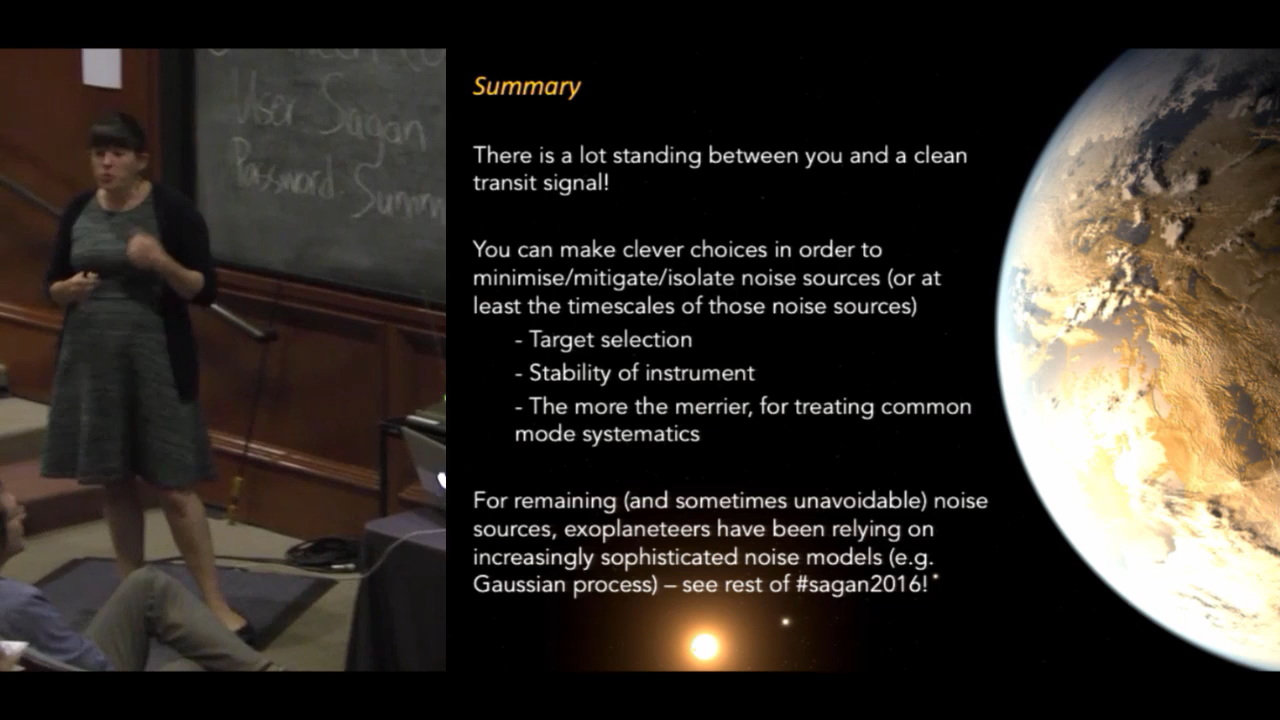 User Sagan
Password Summ
Summary
There is a lot standing between you and a clean
transit signal!
You can make clever choices in order to
minimise/mitigate/isolate noise sources (or at
least the timescales of those noise sources)
- Target selection
- Stability of instrument
- The more the merrier, for treating common
mode systematics
For remaining (and sometimes unavoidable) noise
sources, exoplaneteers have been relying on
increasingly sophisticated noise models (e.g.
Gaussian process) – see rest of #sagan2016!